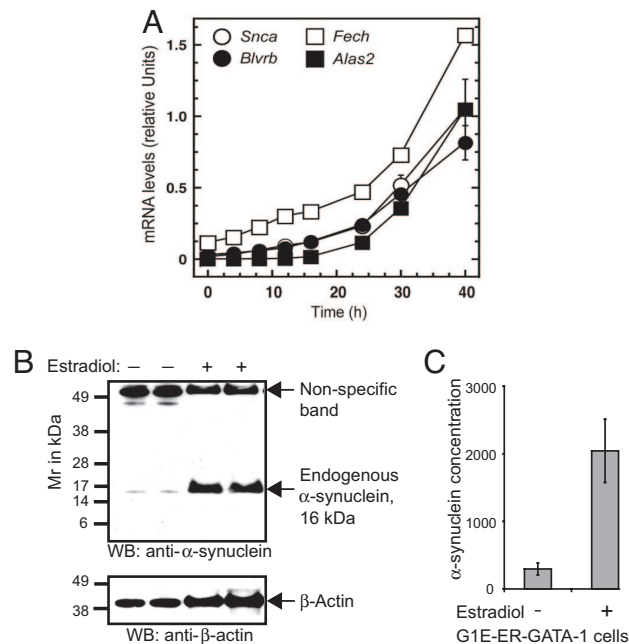 A
mRNA levels (relative Units)
1.5
1.0
0.5
0
Snca
Fech
Blvrb
Alas2
0 10 20 30 40
Time (h)
B
Estradiol: – – + +
Mr in kDa
49
38
28
17
14
6
Non-specific
band
Endogenous
α-synuclein,
16 kDa
WB: anti-α-synuclein
49
38
β-Actin
WB: anti-β-actin
C
α-synuclein concentration
3000
2000
1000
0
Estradiol - +
G1E-ER-GATA-1 cells